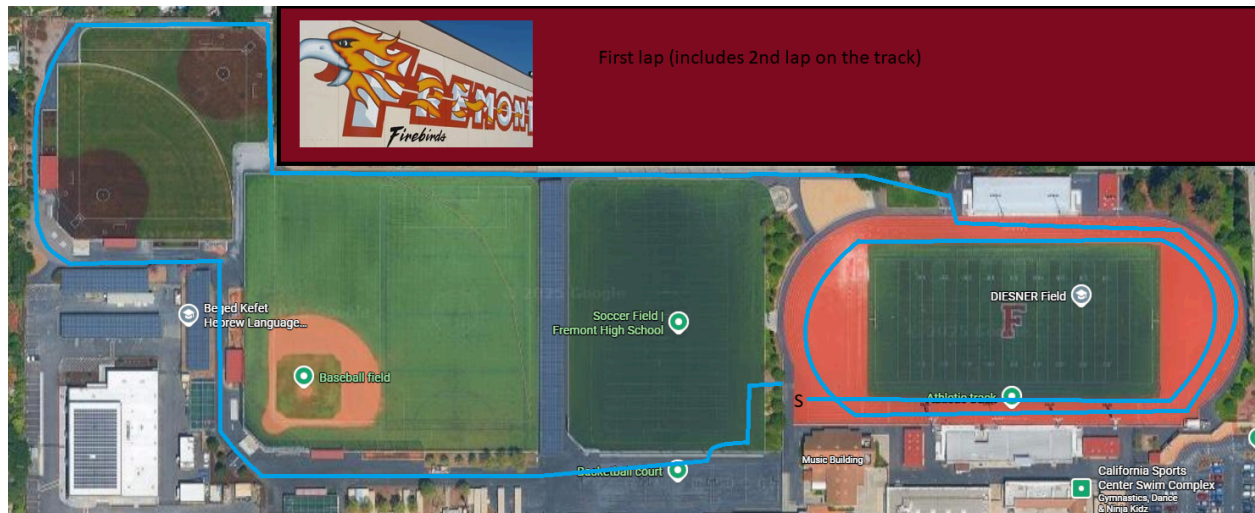 First lap (includes 2nd lap on the track)
FREMONT
Firebirds
DIESNER Field
F
Beged Kefet
Hebrew Language...
Soccer Field |
Fremont High School
Baseball field
Athletic track
S
Music Building
Basketball court
California Sports
Center Swim Complex
Gymnastics, Dance
& Ninja Kidz